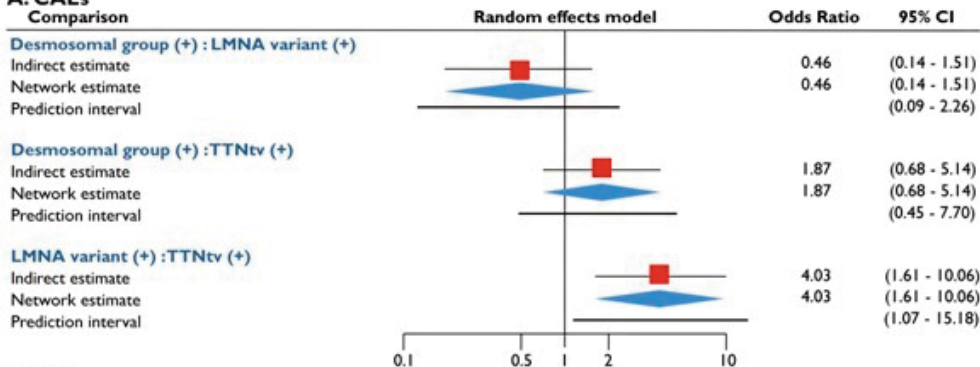 A. CAEs
Comparison Random effects model Odds Ratio 95% CI
Desmosomal group (+) : LMNA variant (+)
Indirect estimate 0.46 (0.14 - 1.51)
Network estimate 0.46 (0.14 - 1.51)
Prediction interval (0.09 - 2.26)
Desmosomal group (+) :TTNtv (+)
Indirect estimate 1.87 (0.68 - 5.14)
Network estimate 1.87 (0.68 - 5.14)
Prediction interval (0.45 - 7.70)
LMNA variant (+) :TTNtv (+)
Indirect estimate 4.03 (1.61 - 10.06)
Network estimate 4.03 (1.61 - 10.06)
Prediction interval (1.07 - 15.18)
0.1 0.5 1 2 10